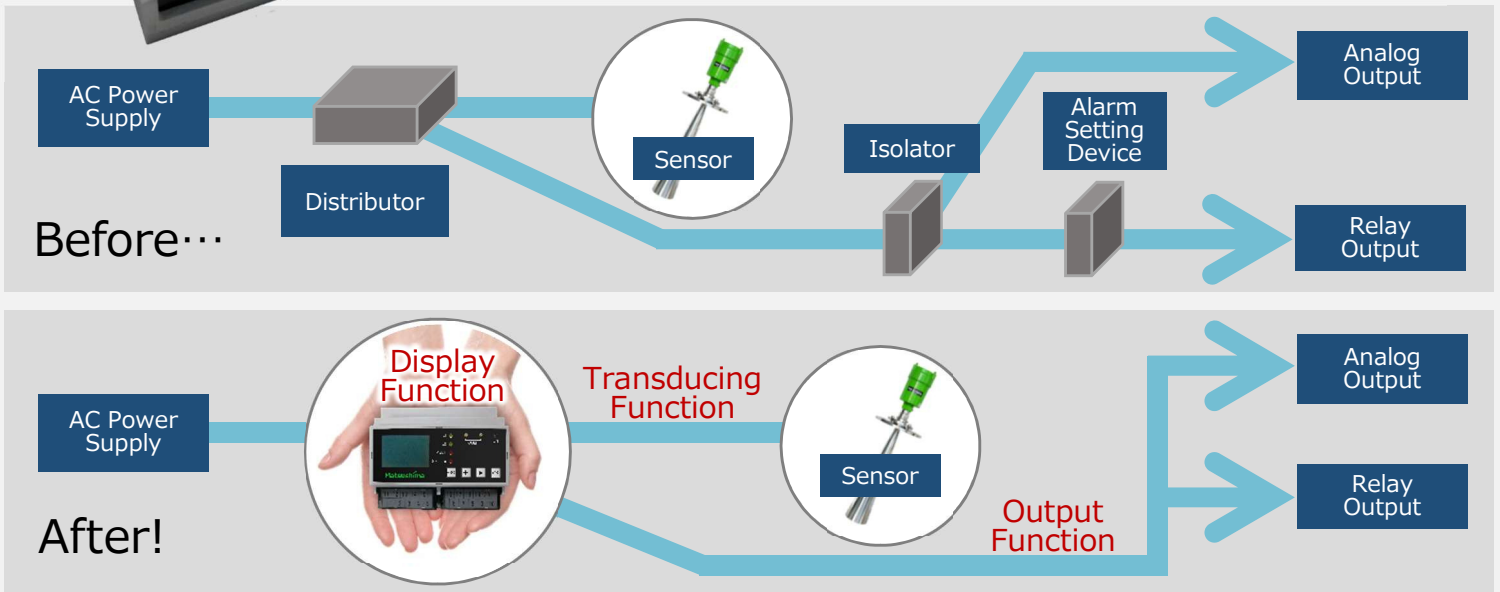 AC Power
Supply
Distributor
Sensor
Isolator
Alarm
Setting
Device
Analog
Output
Relay
Output
Before…
AC Power
Supply
Display
Function
Matsushima
Transducing
Function
Sensor
Output
Function
Analog
Output
Relay
Output
After!